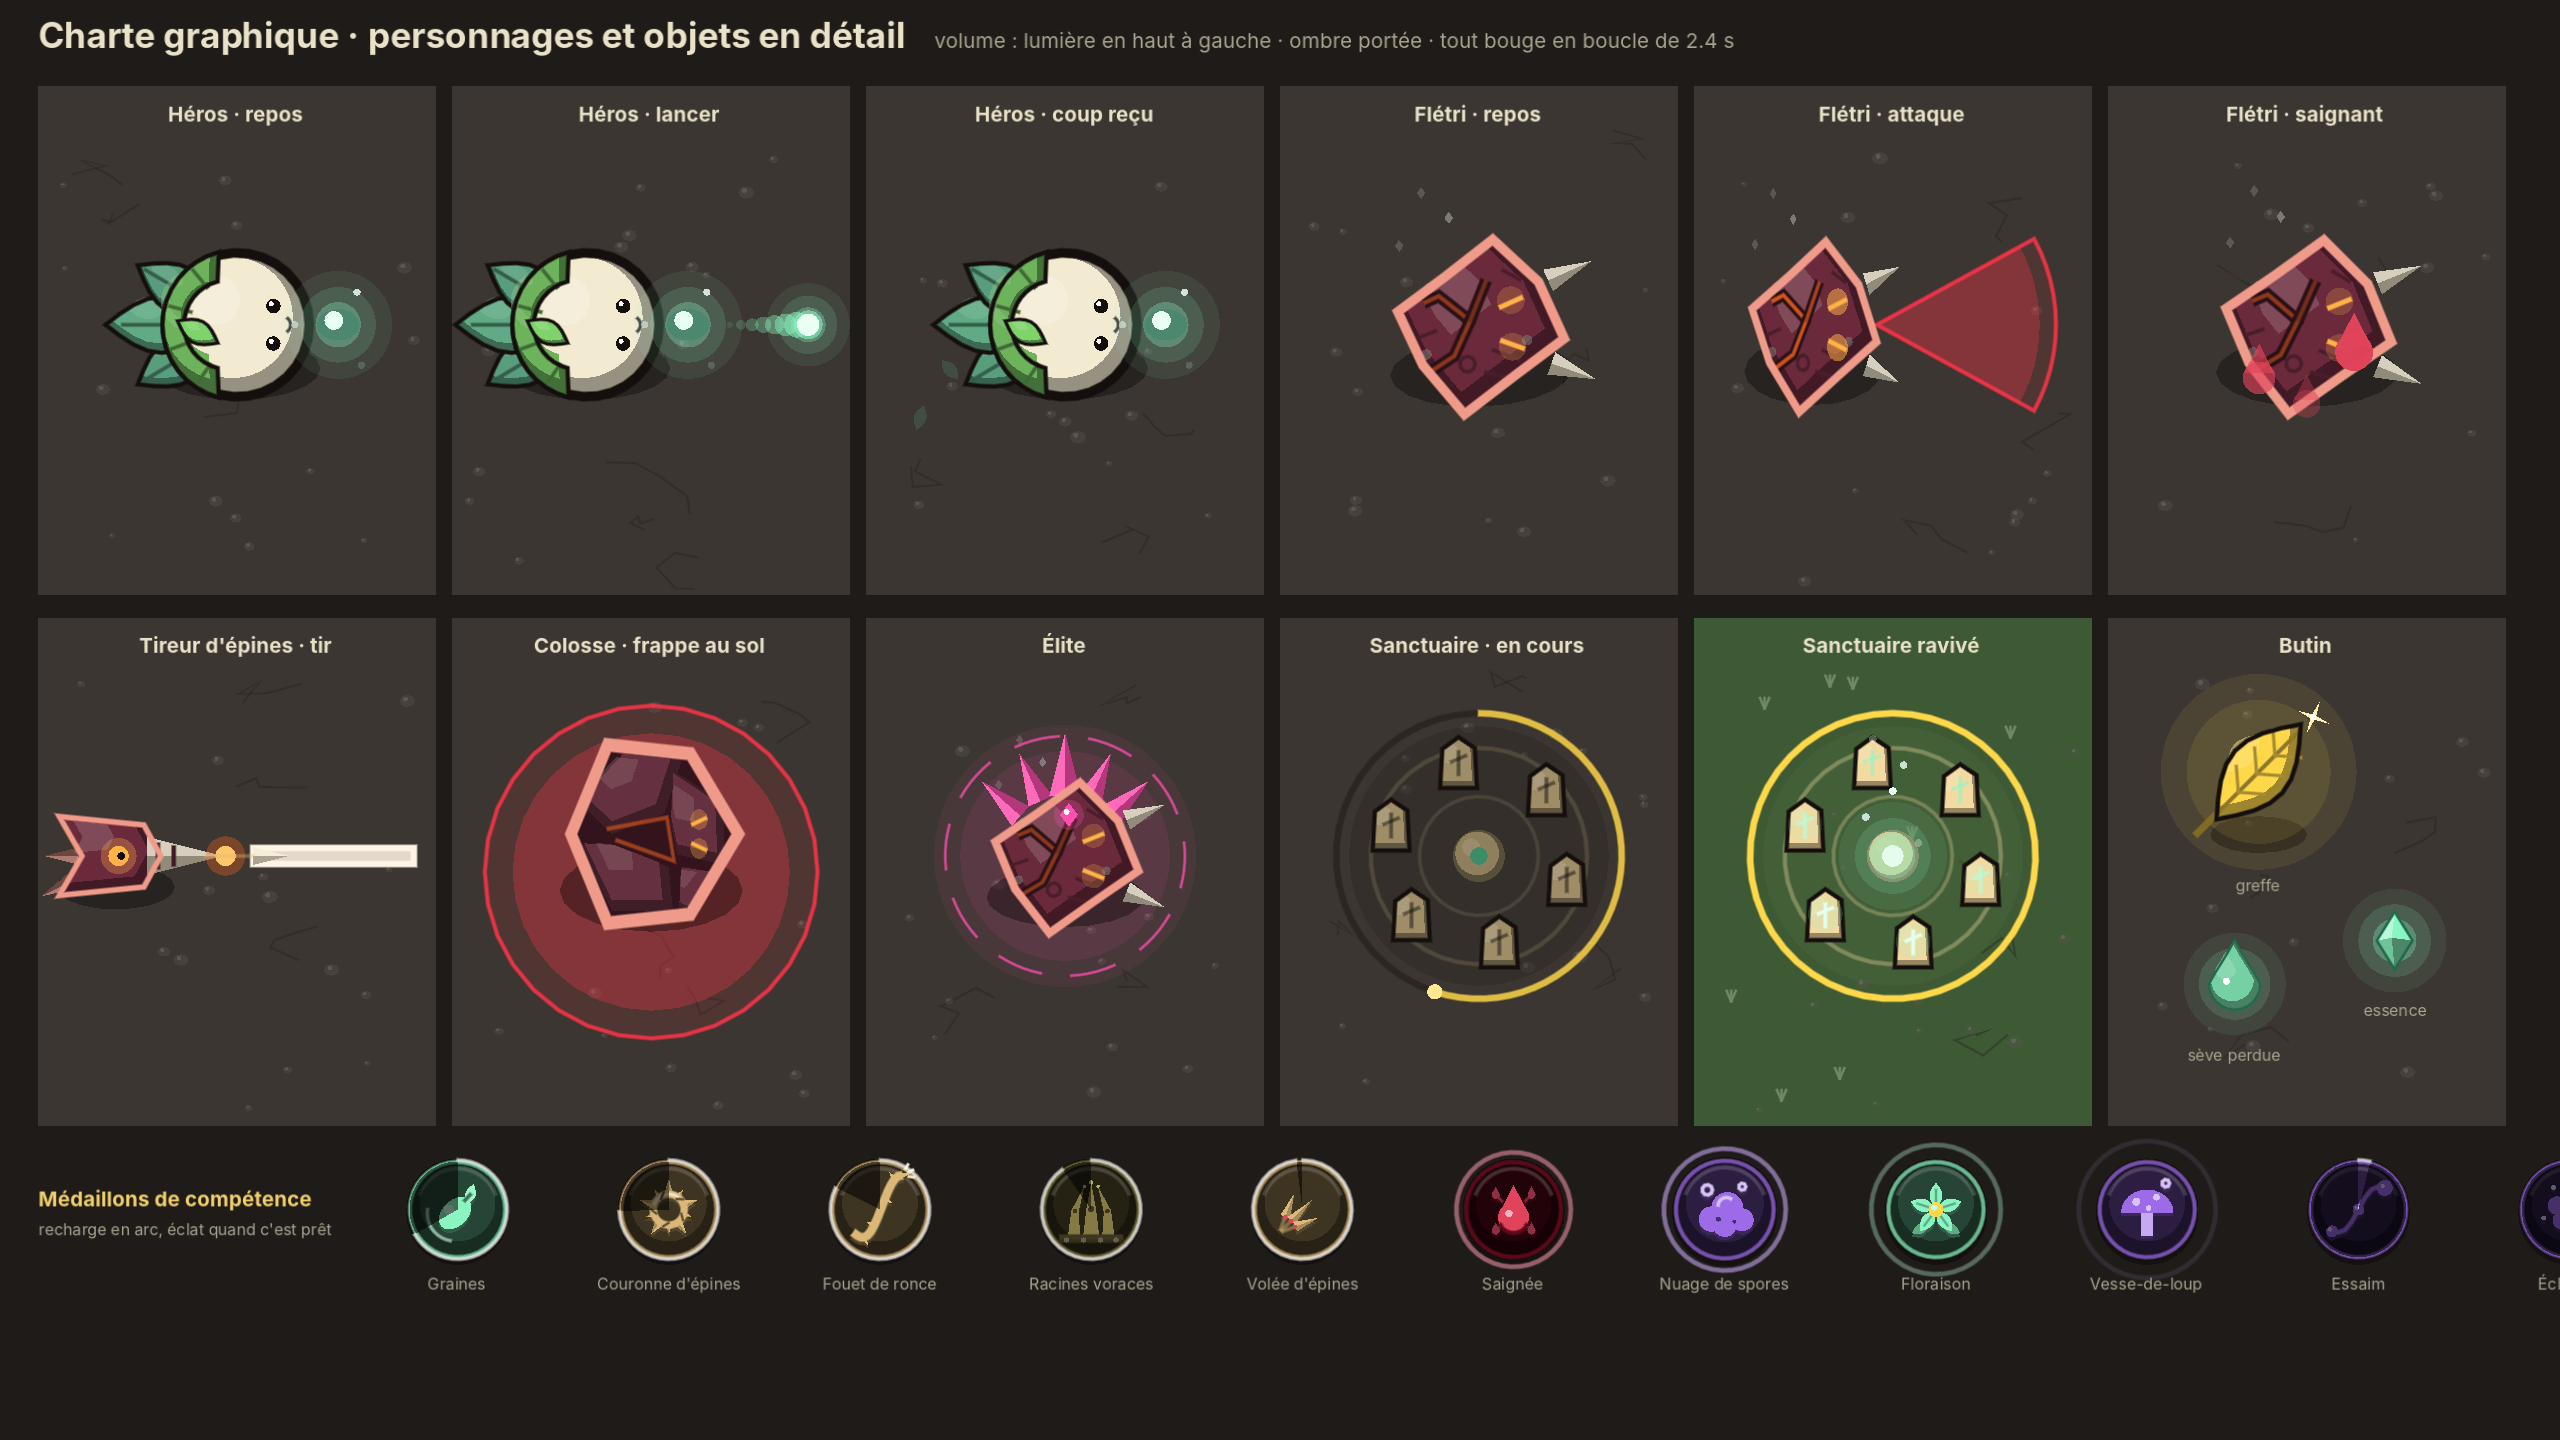 Charte graphique · personnages et objets en détail
volume : lumière en haut à gauche · ombre portée · tout bouge en boucle de 2.4 s
Héros · repos
Héros · lancer
Héros · coup reçu
Flétri · repos
Flétri · attaque
Flétri · saignant
Tireur d'épines · tir
Colosse · frappe au sol
Élite
Sanctuaire · en cours
Sanctuaire ravivé
Butin
greffe
essence
sève perdue
Médaillons de compétence
recharge en arc, éclat quand c'est prêt
Graines
Couronne d'épines
Fouet de ronce
Racines voraces
Volée d'épines
Saignée
Nuage de spores
Floraison
Vesse-de-loup
Essaim